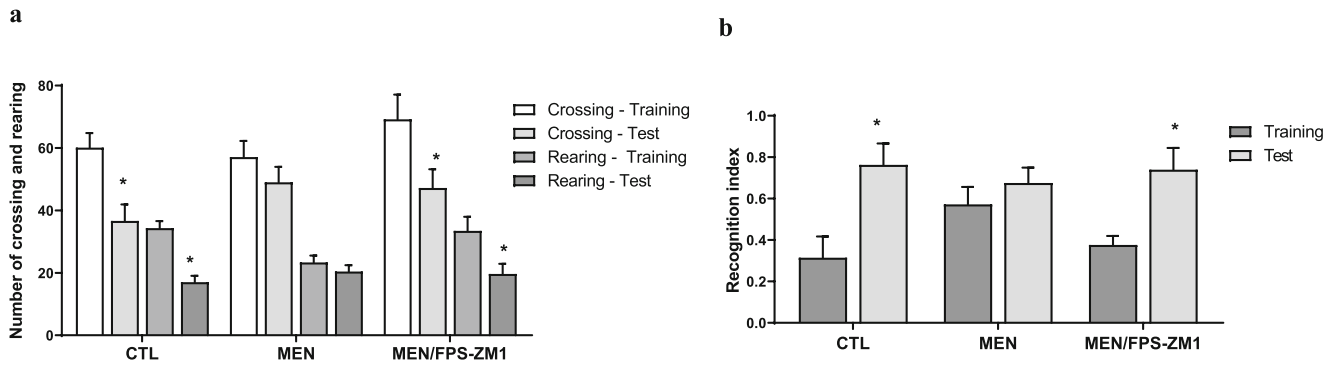 a
Number of crossing and rearing
80
60
40
20
0
* * * *
CTL MEN MEN/FPS-ZM1
Crossing - Training
Crossing - Test
Rearing - Training
Rearing - Test
b
Recognition index
1.0
0.8
0.6
0.4
0.2
0.0
* *
CTL MEN MEN/FPS-ZM1
Training
Test